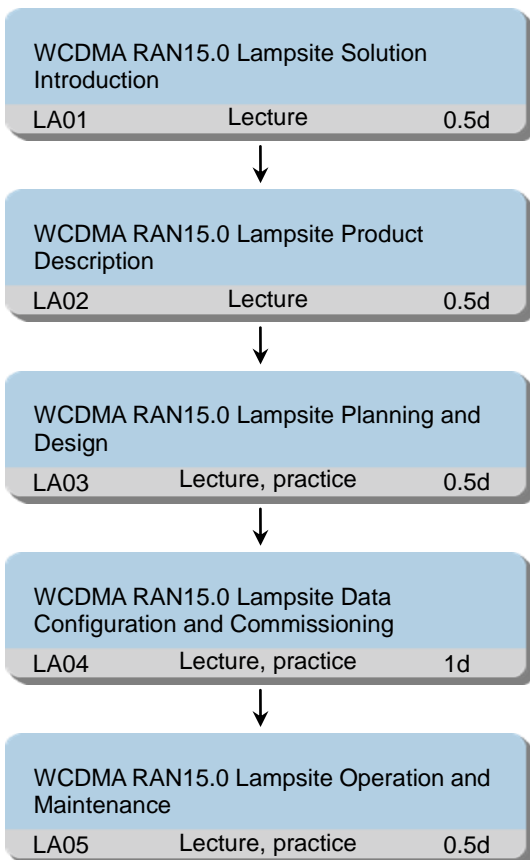 WCDMA RAN15.0 Lampsite Solution
Introduction
LA01 Lecture 0.5d
WCDMA RAN15.0 Lampsite Product
Description
LA02 Lecture 0.5d
WCDMA RAN15.0 Lampsite Planning and
Design
LA03 Lecture, practice 0.5d
WCDMA RAN15.0 Lampsite Data
Configuration and Commissioning
LA04 Lecture, practice 1d
WCDMA RAN15.0 Lampsite Operation and
Maintenance
LA05 Lecture, practice 0.5d